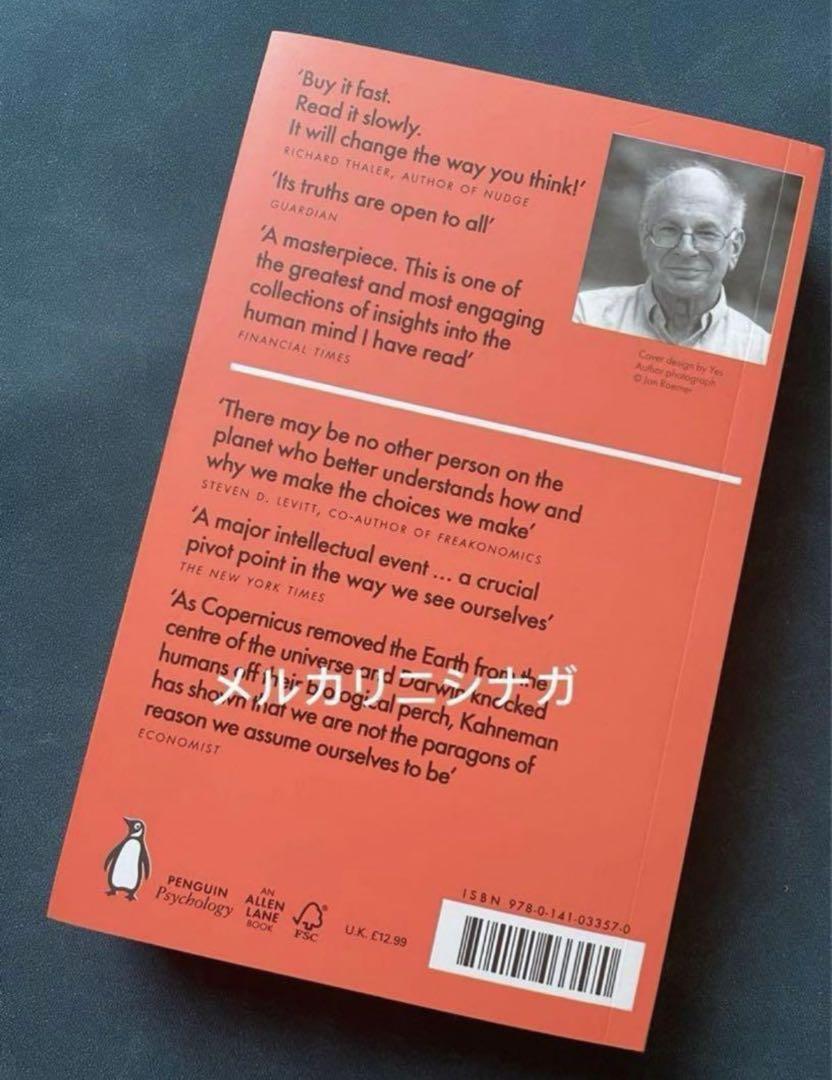 ‘Buy it fast.
Read it slowly.
It will change the way you think!’
RICHARD THALER, AUTHOR OF NUDGE
‘Its truths are open to all’
GUARDIAN
‘A masterpiece. This is one of
the greatest and most engaging
collections of insights into the
human mind I have read’
FINANCIAL TIMES
Cover design by Yes
Author photograph
© Jon Roemer
‘There may be no other person on the
planet who better understands how and
why we make the choices we make’
STEVEN D. LEVITT, CO-AUTHOR OF FREAKONOMICS
‘A major intellectual event ... a crucial
pivot point in the way we see ourselves’
THE NEW YORK TIMES
‘As Copernicus removed the Earth from the
centre of the universe and Darwin knocked
humans off their biological perch, Kahneman
has shown that we are not the paragons of
reason we assume ourselves to be’
ECONOMIST
メルカリニシナガ
PENGUIN
Psychology
AN
ALLEN
LANE
BOOK
FSC
U.K. £12.99
ISBN 978-0-141-03357-0